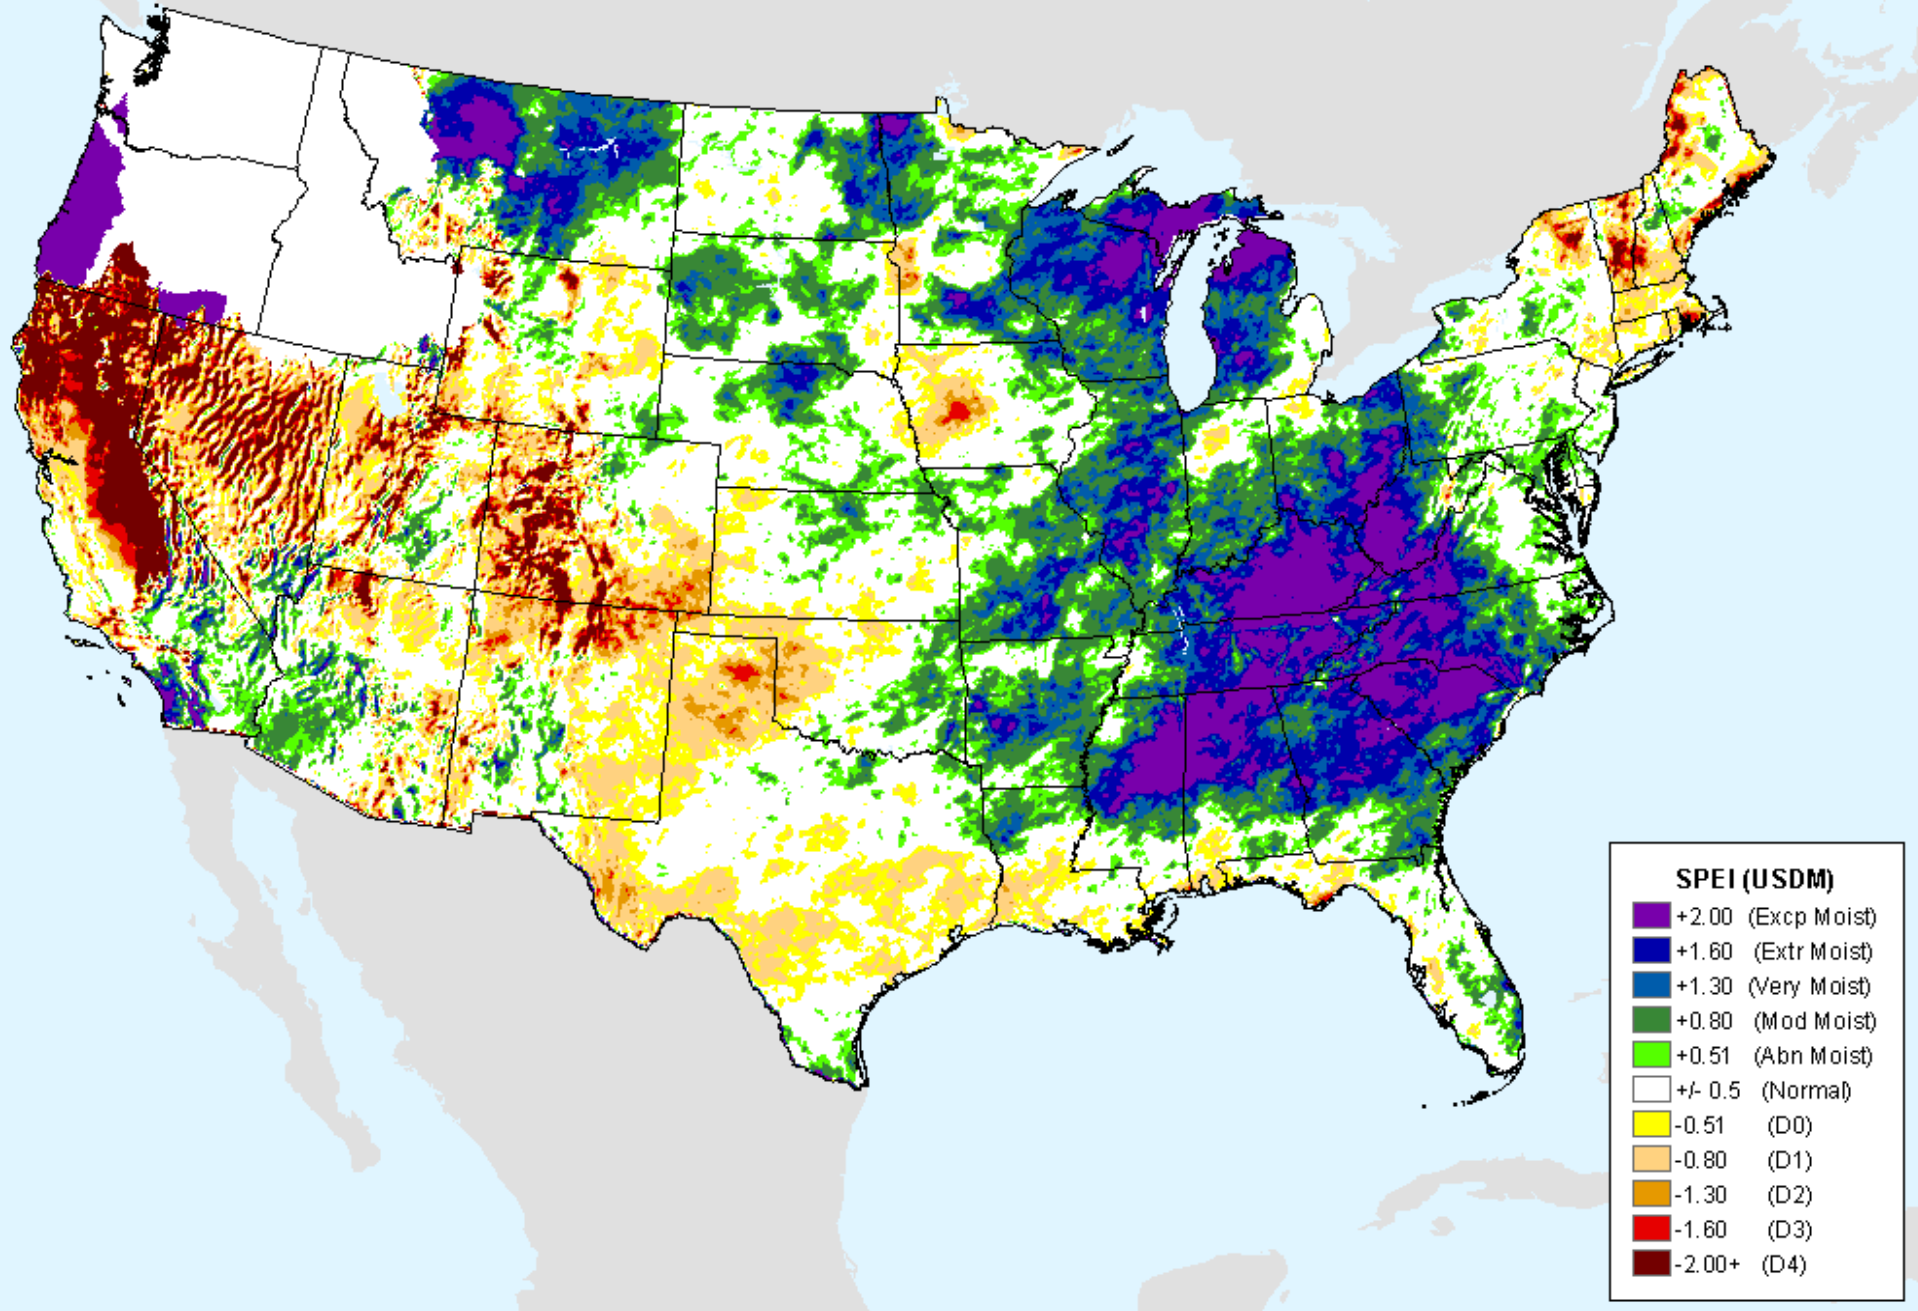 SPEI (USDM)
+2.00 (Excp Moist)
+1.60 (Extr Moist)
+1.30 (Very Moist)
+0.80 (Mod Moist)
+0.51 (Abn Moist)
+/- 0.5 (Normal)
-0.51 (D0)
-0.80 (D1)
-1.30 (D2)
-1.60 (D3)
-2.00+ (D4)